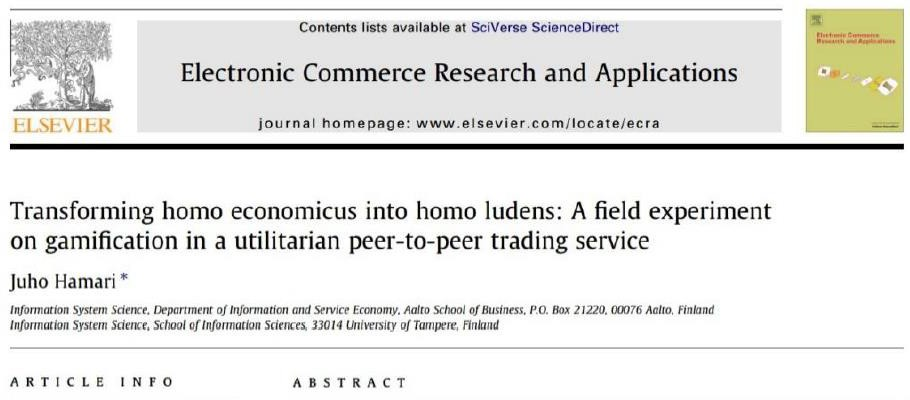 Contents lists available at SciVerse ScienceDirect
Electronic Commerce Research and Applications
journal homepage: www.elsevier.com/locate/ecra
ELSEVIER
Electronic Commerce
Research and Applications
Transforming homo economicus into homo ludens: A field experiment
on gamification in a utilitarian peer-to-peer trading service
Juho Hamari *
Information System Science, Department of Information and Service Economy, Aalto School of Business, P.O. Box 21220, 00076 Aalto, Finland
Information System Science, School of Information Sciences, 33014 University of Tampere, Finland
ARTICLE INFO
ABSTRACT